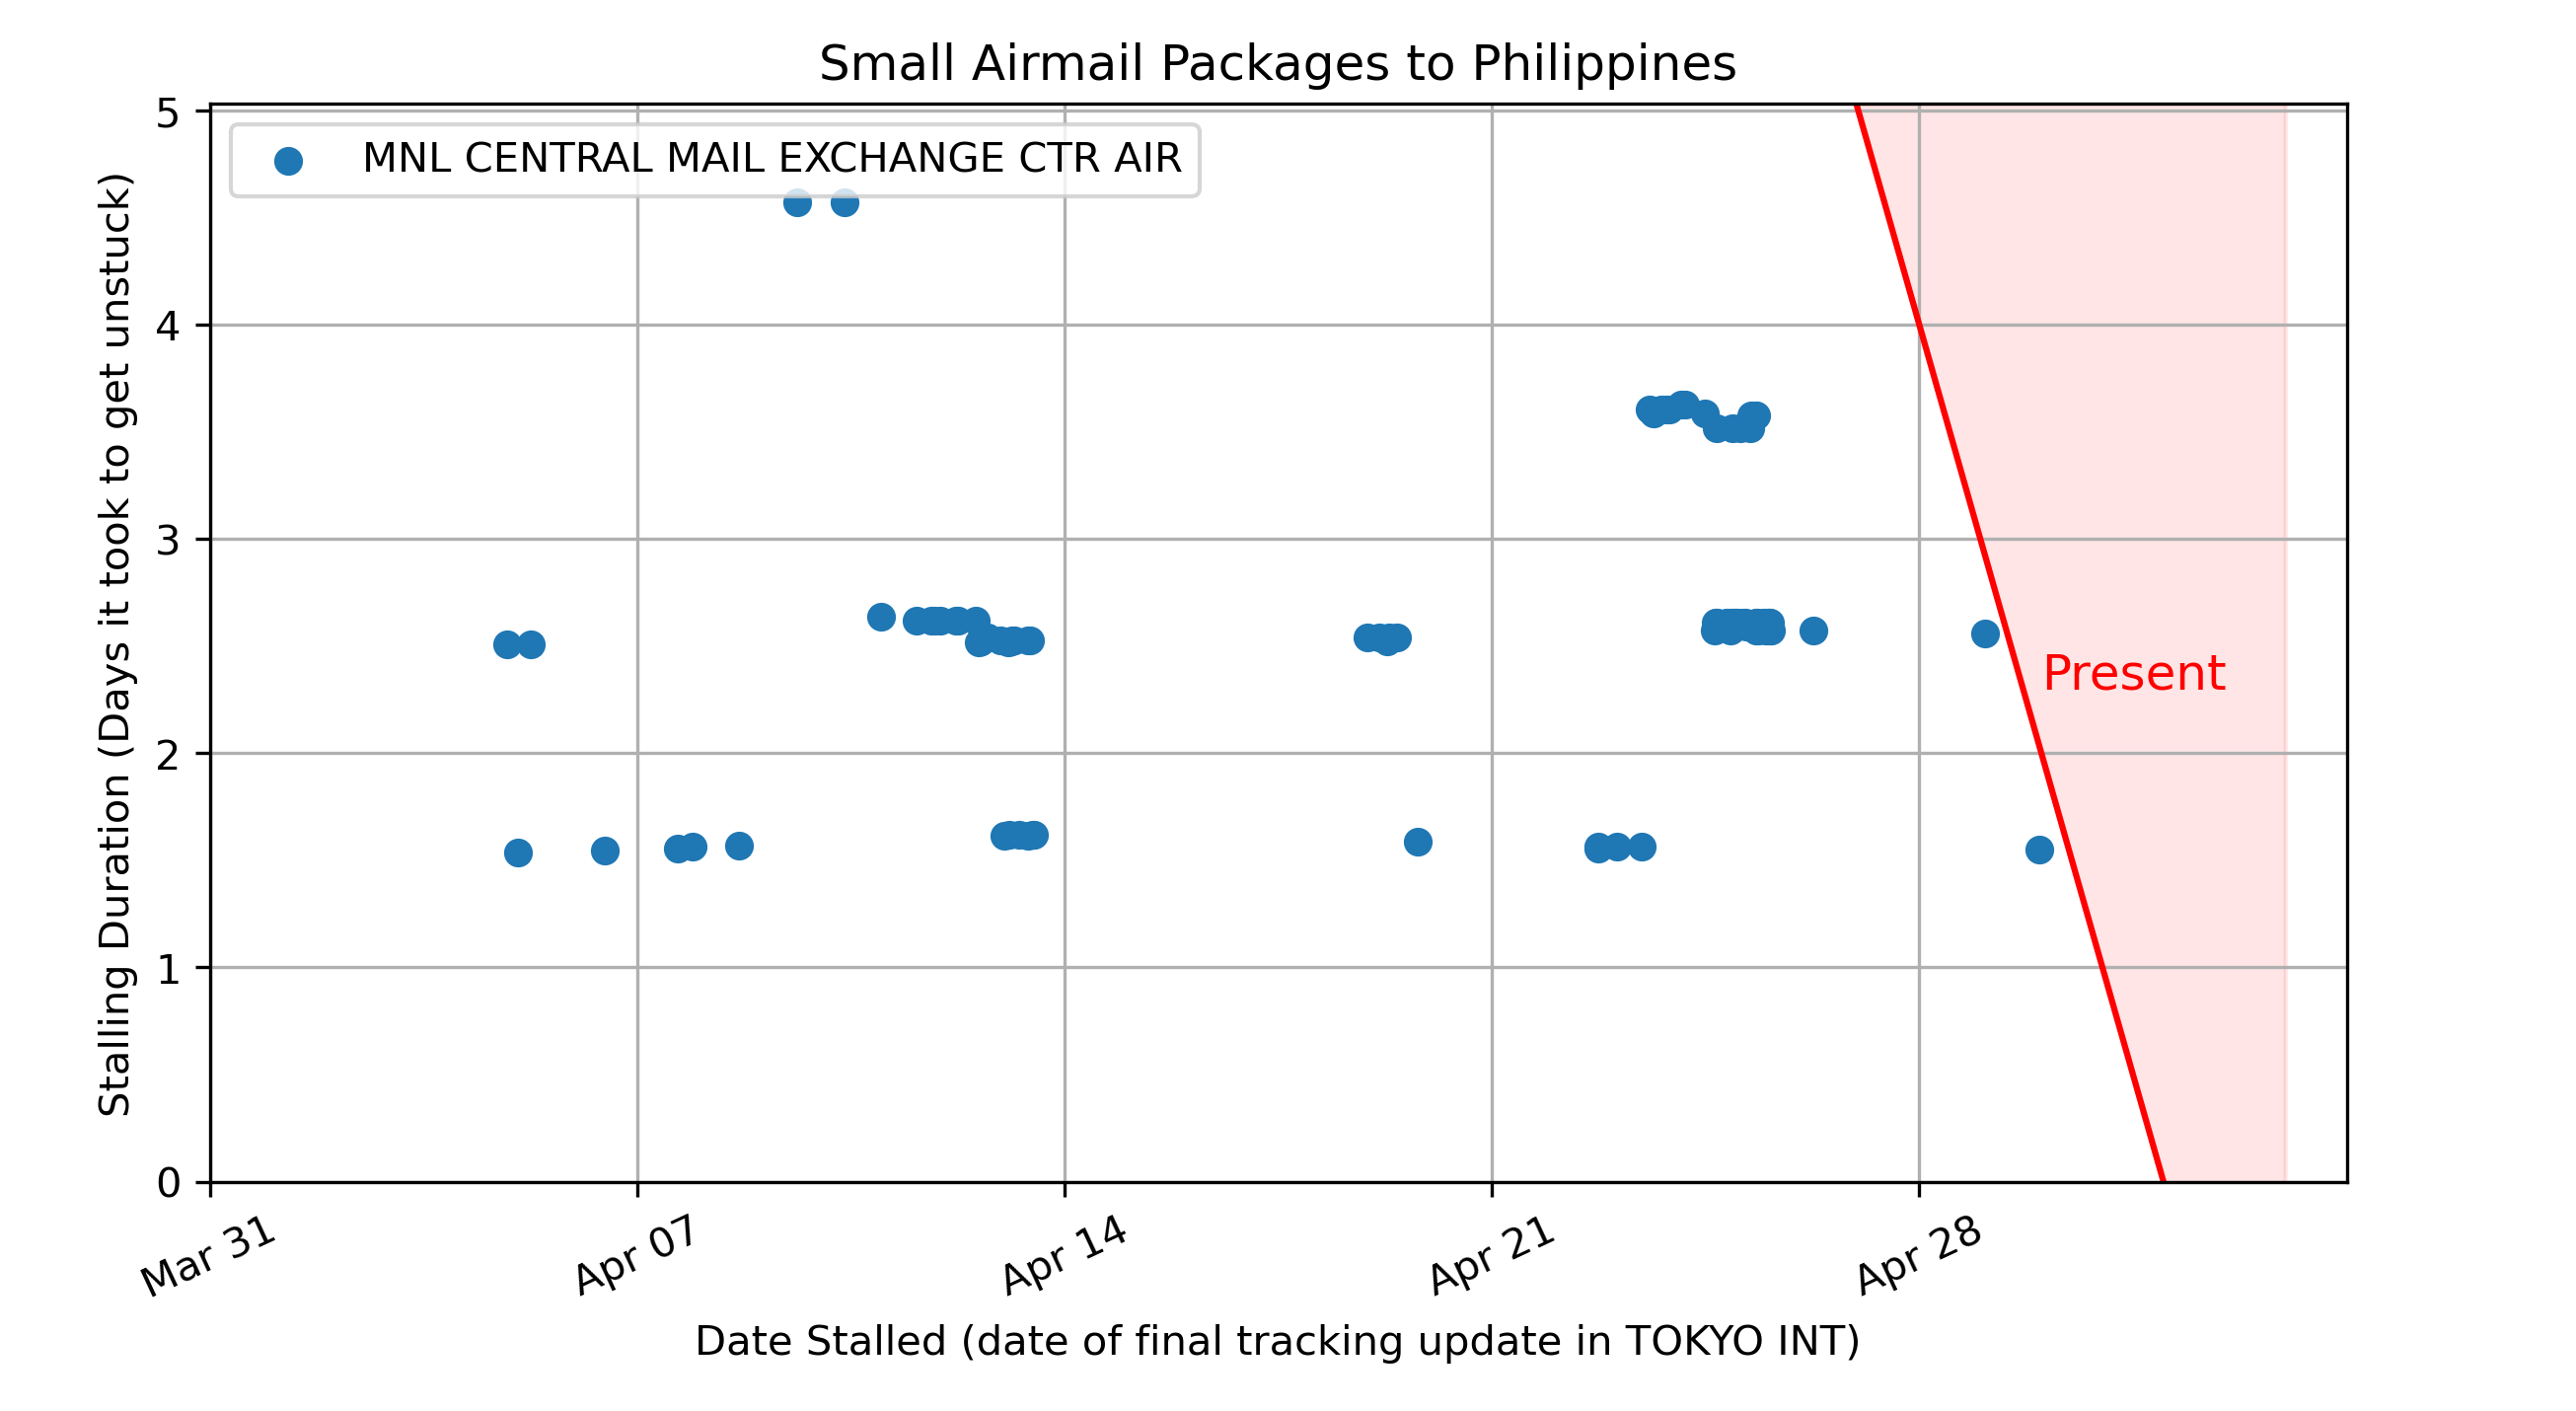 Small Airmail Packages to Philippines
MNL CENTRAL MAIL EXCHANGE CTR AIR
Stalling Duration (Days it took to get unstuck)
5
4
3
2
1
0
Present
Mar 31
Apr 07
Apr 14
Apr 21
Apr 28
Date Stalled (date of final tracking update in TOKYO INT)